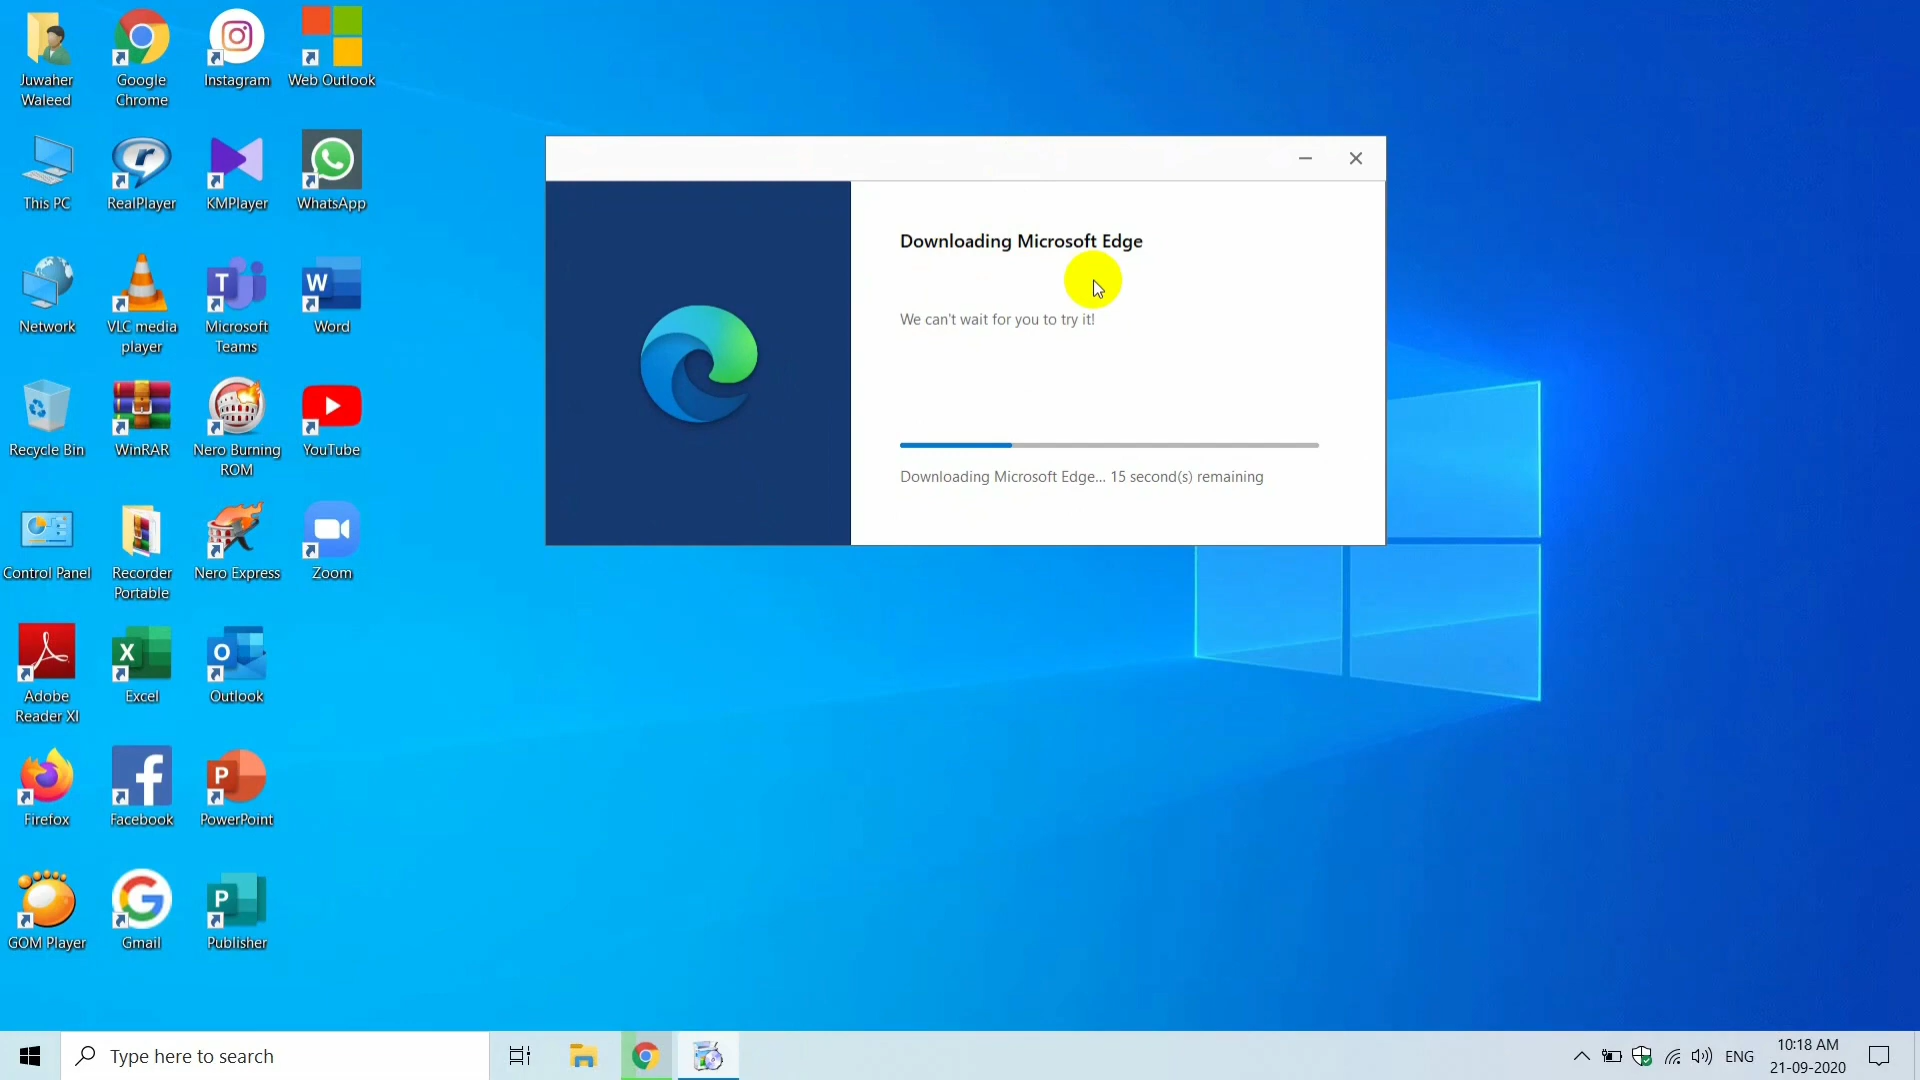 Juwaher
Waleed
Google
Chrome
Instagram
Web Outlook
This PC
RealPlayer
KMPlayer
WhatsApp
Network
VLC media
player
Microsoft
Teams
Word
Recycle Bin
WinRAR
Nero Burning
ROM
YouTube
Control Panel
Recorder
Portable
Nero Express
Zoom
Adobe
Reader XI
Excel
Outlook
Firefox
Facebook
PowerPoint
GOM Player
Gmail
Publisher
Downloading Microsoft Edge
We can't wait for you to try it!
Downloading Microsoft Edge... 15 second(s) remaining
Type here to search
ENG
10:18 AM
21-09-2020